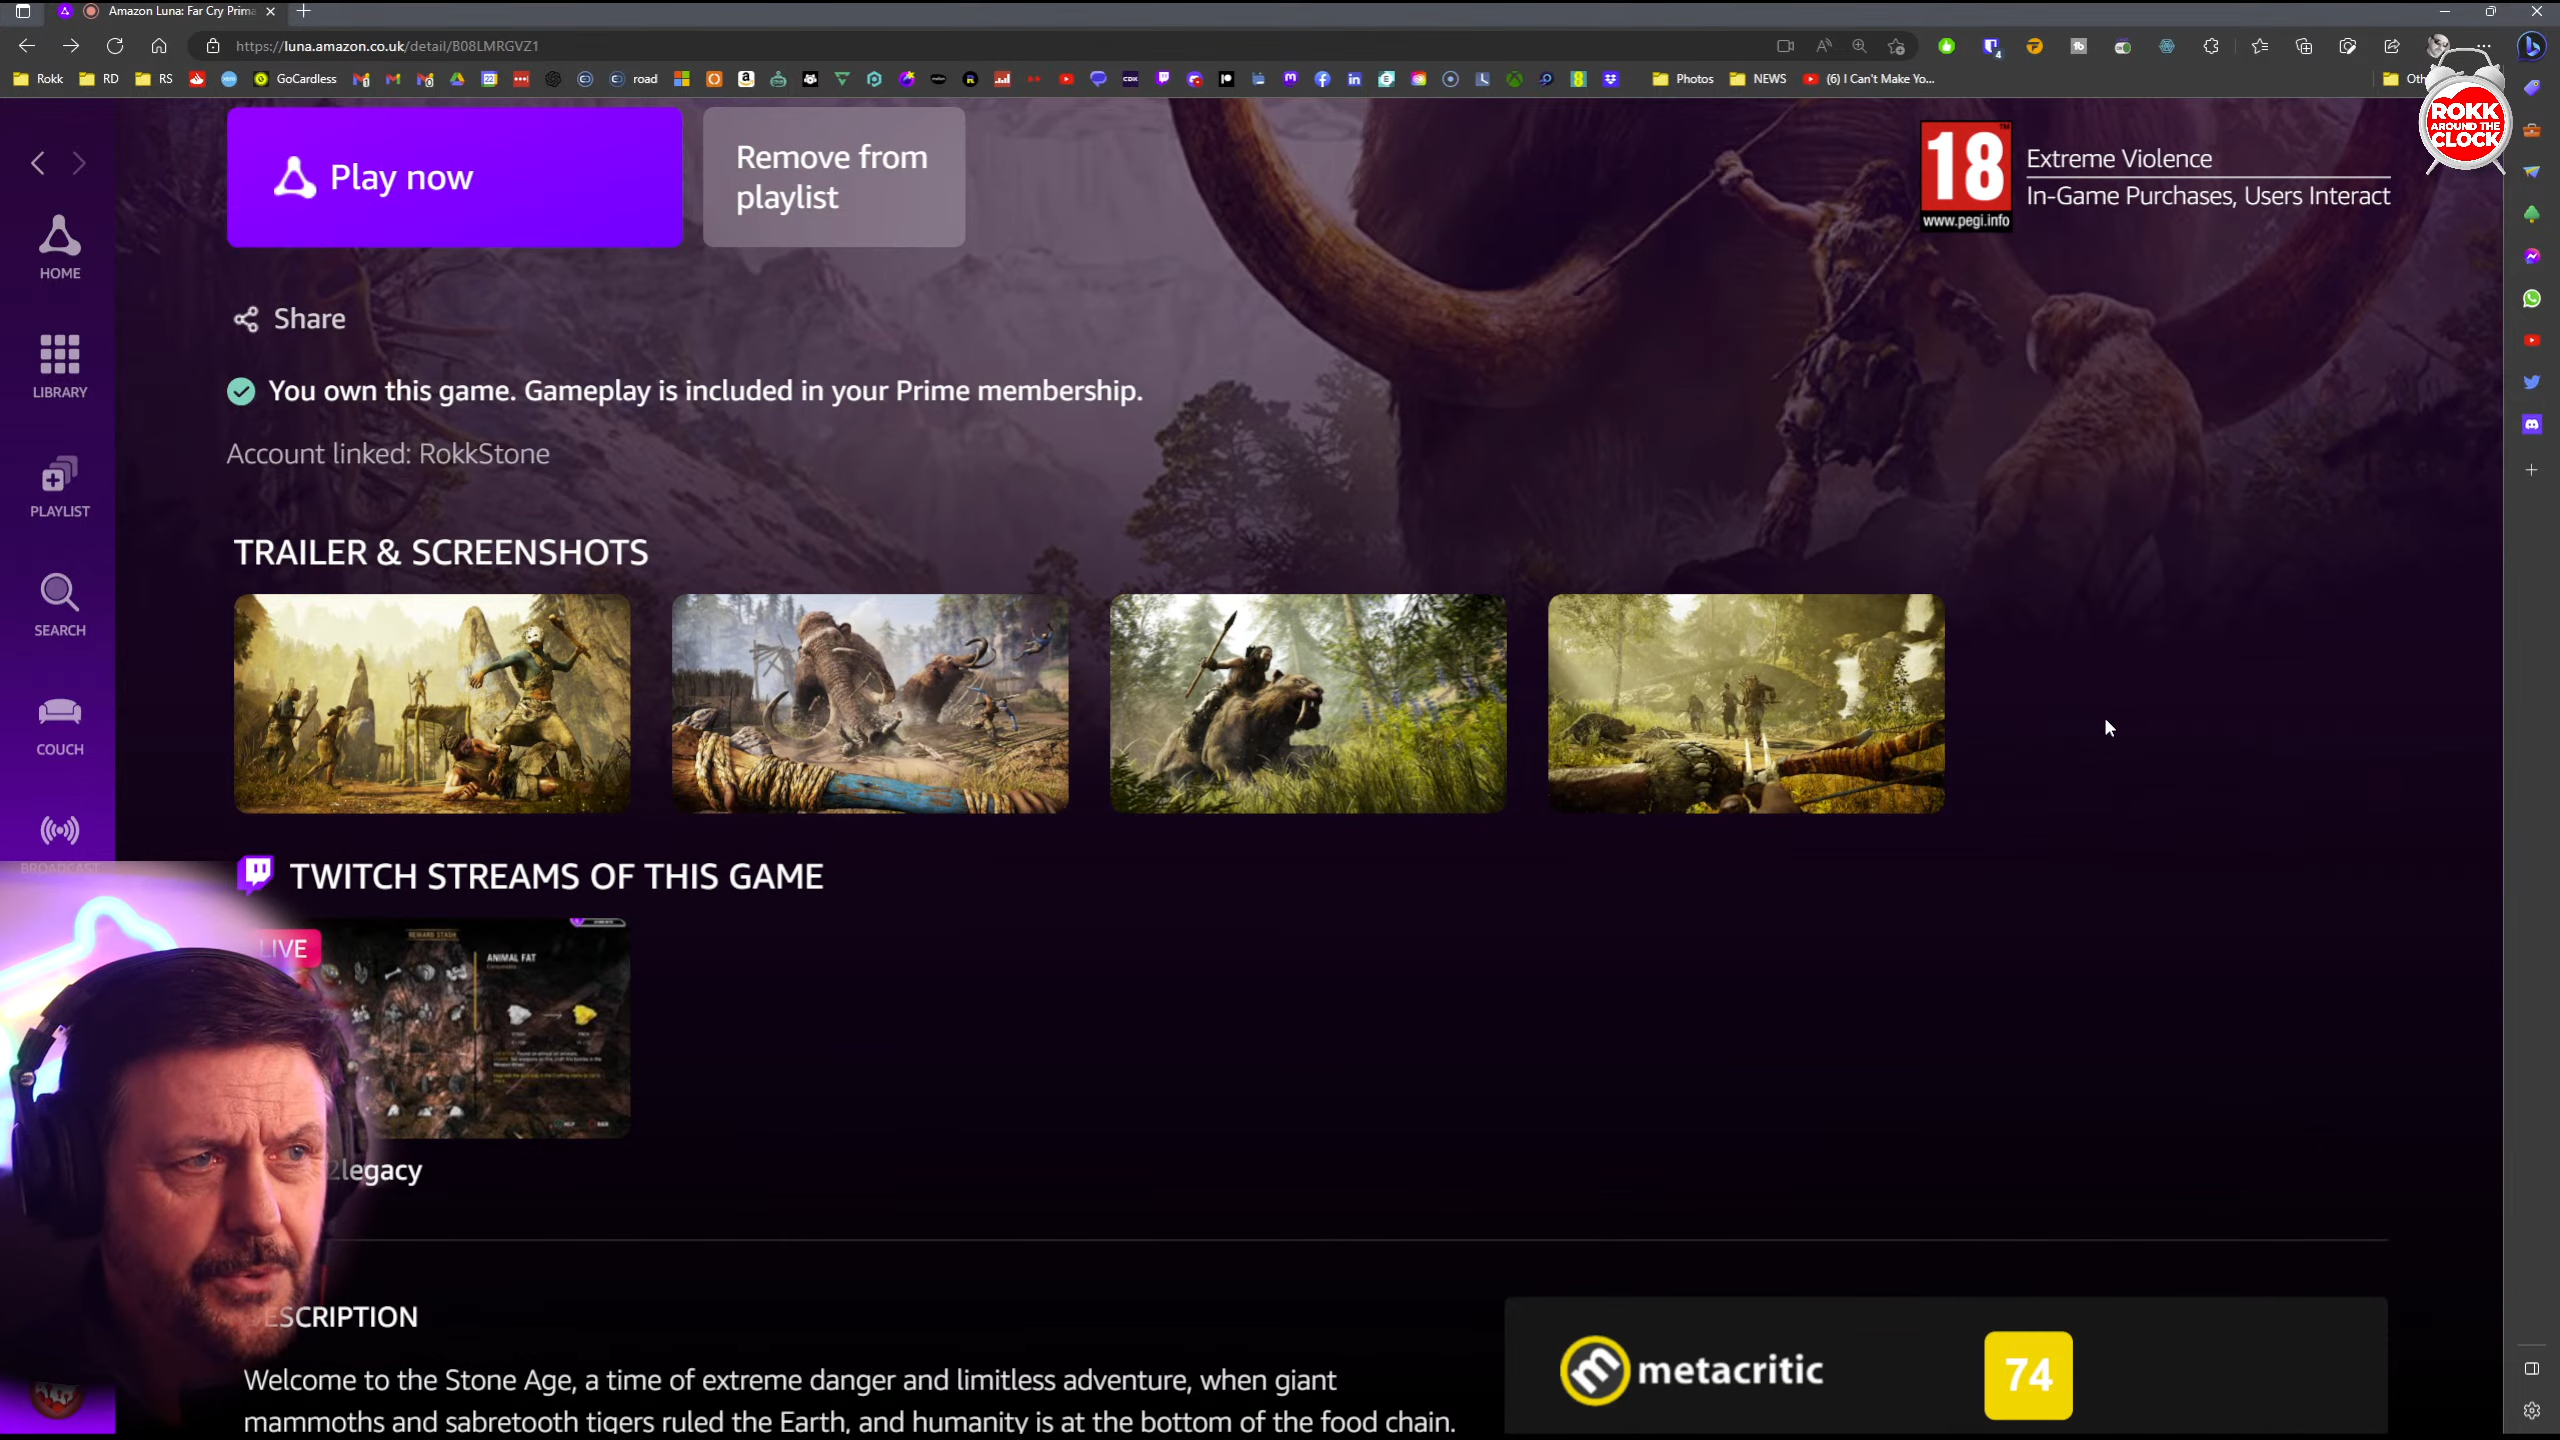 Amazon Luna: Far Cry Prima
https://luna.amazon.co.uk/detail/B08LMRGVZ1
Rokk
RD
RS
GoCardless
road
Photos
NEWS
(6) I Can't Make Yo...
ROKK
AROUND THE
CLOCK
Play now
Remove from
playlist
18
www.pegi.info
Extreme Violence
In-Game Purchases, Users Interact
HOME
LIBRARY
PLAYLIST
SEARCH
COUCH
BROADCAST
Share
You own this game. Gameplay is included in your Prime membership.
Account linked: RokkStone
TRAILER & SCREENSHOTS
TWITCH STREAMS OF THIS GAME
LIVE
REWARD STASH
ANIMAL FAT
2legacy
ESCRIPTION
Welcome to the Stone Age, a time of extreme danger and limitless adventure, when giant
mammoths and sabretooth tigers ruled the Earth, and humanity is at the bottom of the food chain.
metacritic
74